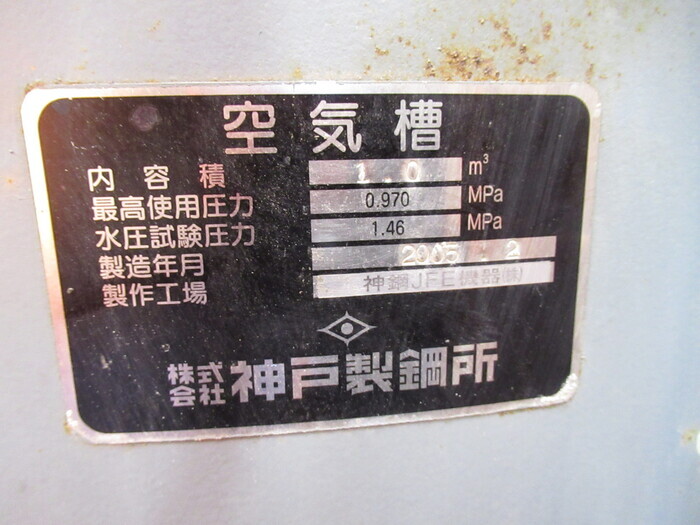 空気槽
内容積 1.0 m³
最高使用圧力 0.970 MPa
水圧試験圧力 1.46 MPa
製造年月 2005.2
製作工場 神鋼JFE機器㈱
株式会社 神戸製鋼所